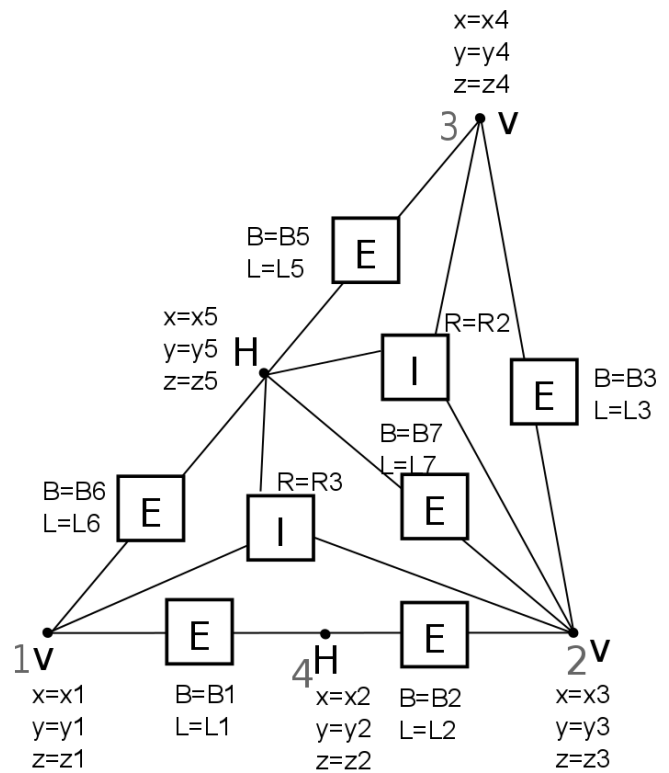 x=x4
y=y4
z=z4
3 v
B=B5
L=L5
E
x=x5
y=y5
z=z5
H
R=R2
I
E
B=B3
L=L3
B=B7
L=L7
B=B6
L=L6
E
R=R3
I
E
1 v
E
4 H
E
2 v
x=x1
y=y1
z=z1
B=B1
L=L1
x=x2
y=y2
z=z2
B=B2
L=L2
x=x3
y=y3
z=z3